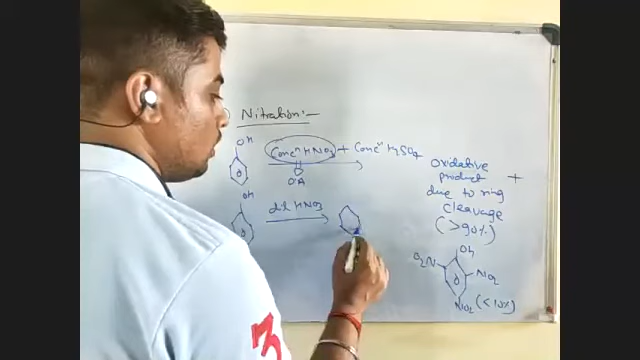 Nitration:-
OH
Concn HNO3 + Concn H2SO4
O.A
oxidative
product +
due to ring
cleavage
(>90%)
OH
dil HNO3
OH
O2N
NO2
NO2 (<10%)
3